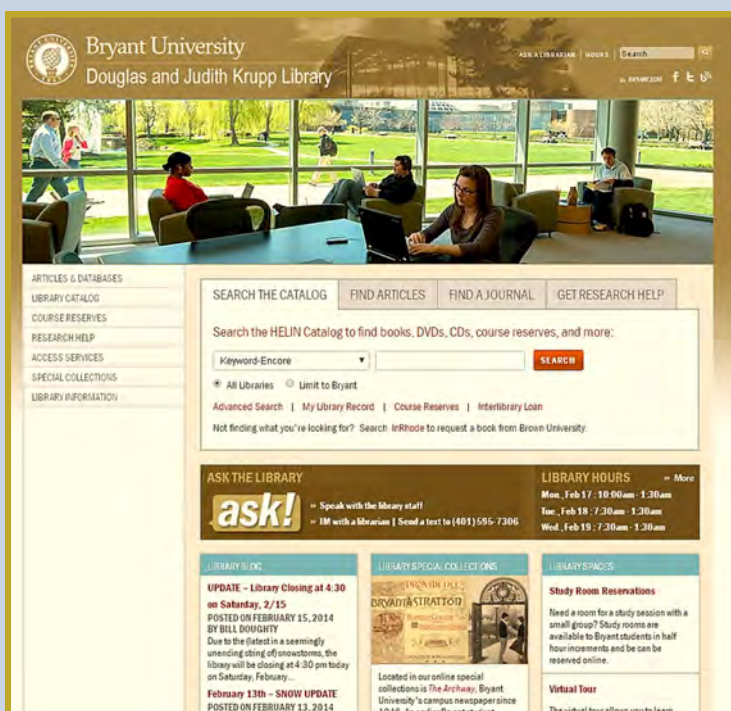 Bryant University
Douglas and Judith Krupp Library
ASK A LIBRARIAN | HOURS | Search
» BRYANT.EDU
ARTICLES & DATABASES
LIBRARY CATALOG
COURSE RESERVES
RESEARCH HELP
ACCESS SERVICES
SPECIAL COLLECTIONS
LIBRARY INFORMATION
SEARCH THE CATALOG
FIND ARTICLES
FIND A JOURNAL
GET RESEARCH HELP
Search the HELIN Catalog to find books, DVDs, CDs, course reserves, and more:
Keyword-Encore
SEARCH
All Libraries Limit to Bryant
Advanced Search | My Library Record | Course Reserves | Interlibrary Loan
Not finding what you're looking for? Search InRhode to request a book from Brown University.
ASK THE LIBRARY
ask!
» Speak with the library staff
» IM with a librarian | Send a text to (401) 595-7306
LIBRARY HOURS » More
Mon., Feb 17 : 10:00am - 1:30am
Tue., Feb 18 : 7:30am - 1:30am
Wed., Feb 19 : 7:30am - 1:30am
LIBRARY BLOG
UPDATE – Library Closing at 4:30
on Saturday, 2/15
POSTED ON FEBRUARY 15, 2014
BY BILL DOUGHTY
Due to the (latest in a seemingly
unending string of) snowstorms, the
library will be closing at 4:30 pm today
on Saturday, February...
February 13th – SNOW UPDATE
POSTED ON FEBRUARY 13, 2014
LIBRARY SPECIAL COLLECTIONS
BRYANT & STRATTON
Located in our online special
collections is The Archway, Bryant
University's campus newspaper since
LIBRARY SPACES
Study Room Reservations
Need a room for a study session with a
small group? Study rooms are
available to Bryant students in half
hour increments and be can be
reserved online.
Virtual Tour
The virtual tour allows you to learn